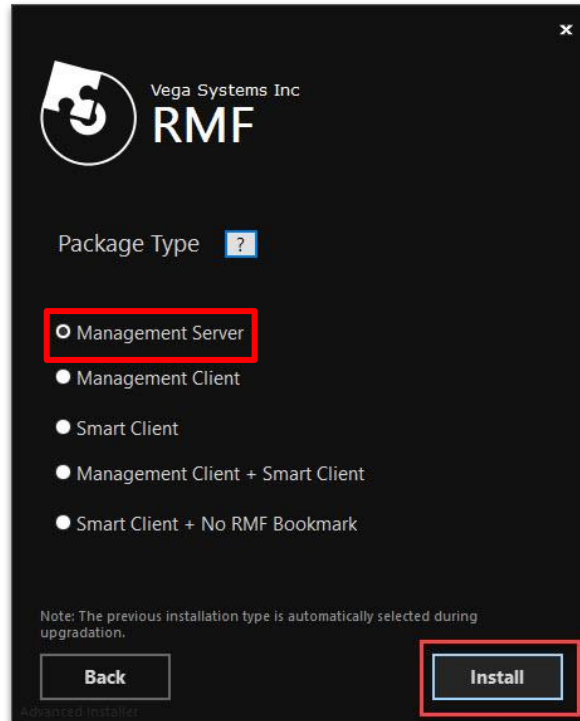 x
Vega Systems Inc
RMF
Package Type ?
Management Server
Management Client
Smart Client
Management Client + Smart Client
Smart Client + No RMF Bookmark
Note: The previous installation type is automatically selected during
upgradation.
Back Install
Advanced Installer